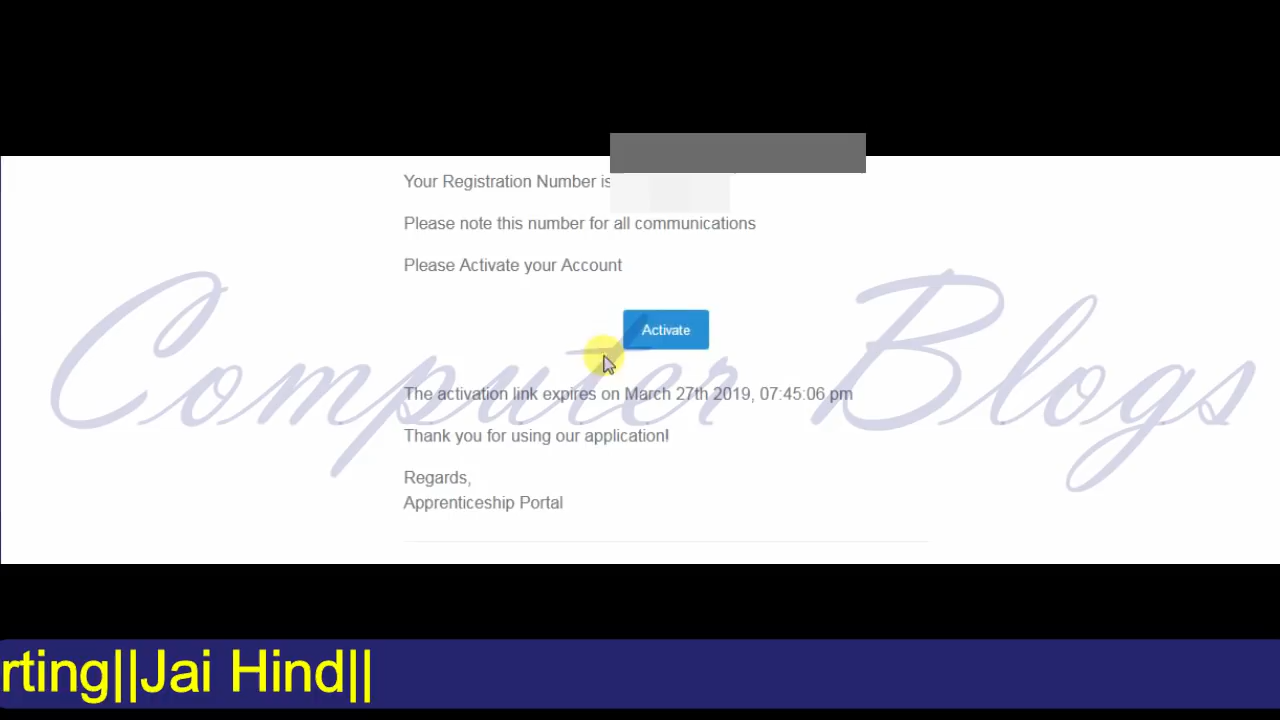 Your Registration Number is
Please note this number for all communications
Please Activate your Account
Activate
Computer Blogs
The activation link expires on March 27th 2019, 07:45:06 pm
Thank you for using our application!
Regards,
Apprenticeship Portal
rting||Jai Hind||